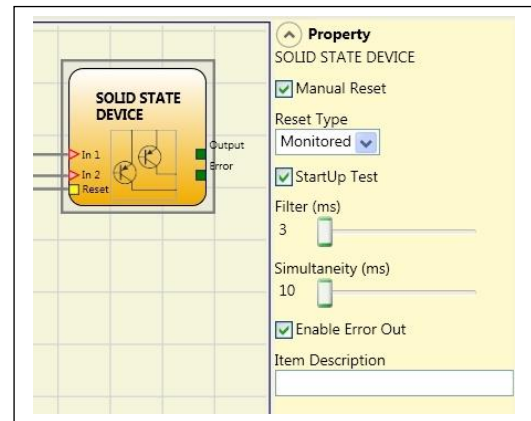 SOLID STATE
DEVICE
In 1
In 2
Reset
Output
Error
Property
SOLID STATE DEVICE
Manual Reset
Reset Type
Monitored
StartUp Test
Filter (ms)
3
Simultaneity (ms)
10
Enable Error Out
Item Description